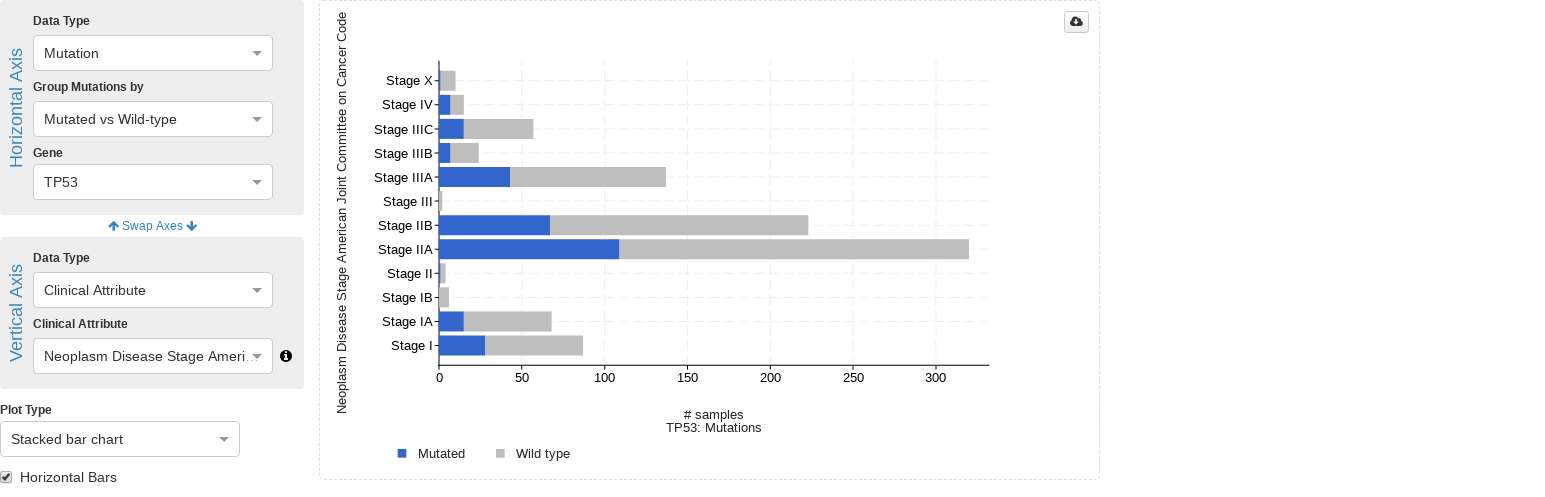 Horizontal Axis
Data Type
Mutation
Group Mutations by
Mutated vs Wild-type
Gene
TP53
Swap Axes
Vertical Axis
Data Type
Clinical Attribute
Clinical Attribute
Neoplasm Disease Stage Ameri...
Plot Type
Stacked bar chart
Horizontal Bars
Neoplasm Disease Stage American Joint Committee on Cancer Code
Stage X
Stage IV
Stage IIIC
Stage IIIB
Stage IIIA
Stage III
Stage IIB
Stage IIA
Stage II
Stage IB
Stage IA
Stage I
0 50 100 150 200 250 300
# samples
TP53: Mutations
Mutated Wild type